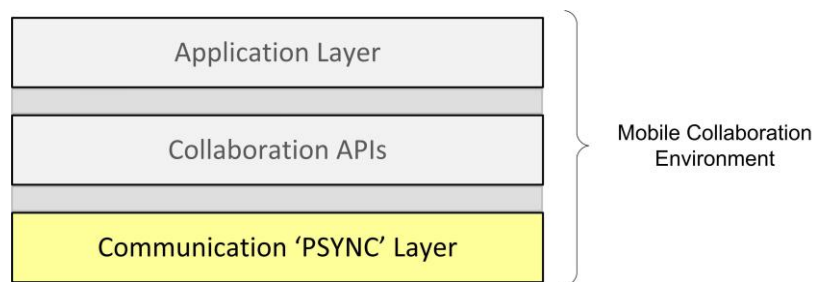 Application Layer
Collaboration APIs
Communication ‘PSYNC’ Layer
Mobile Collaboration
Environment